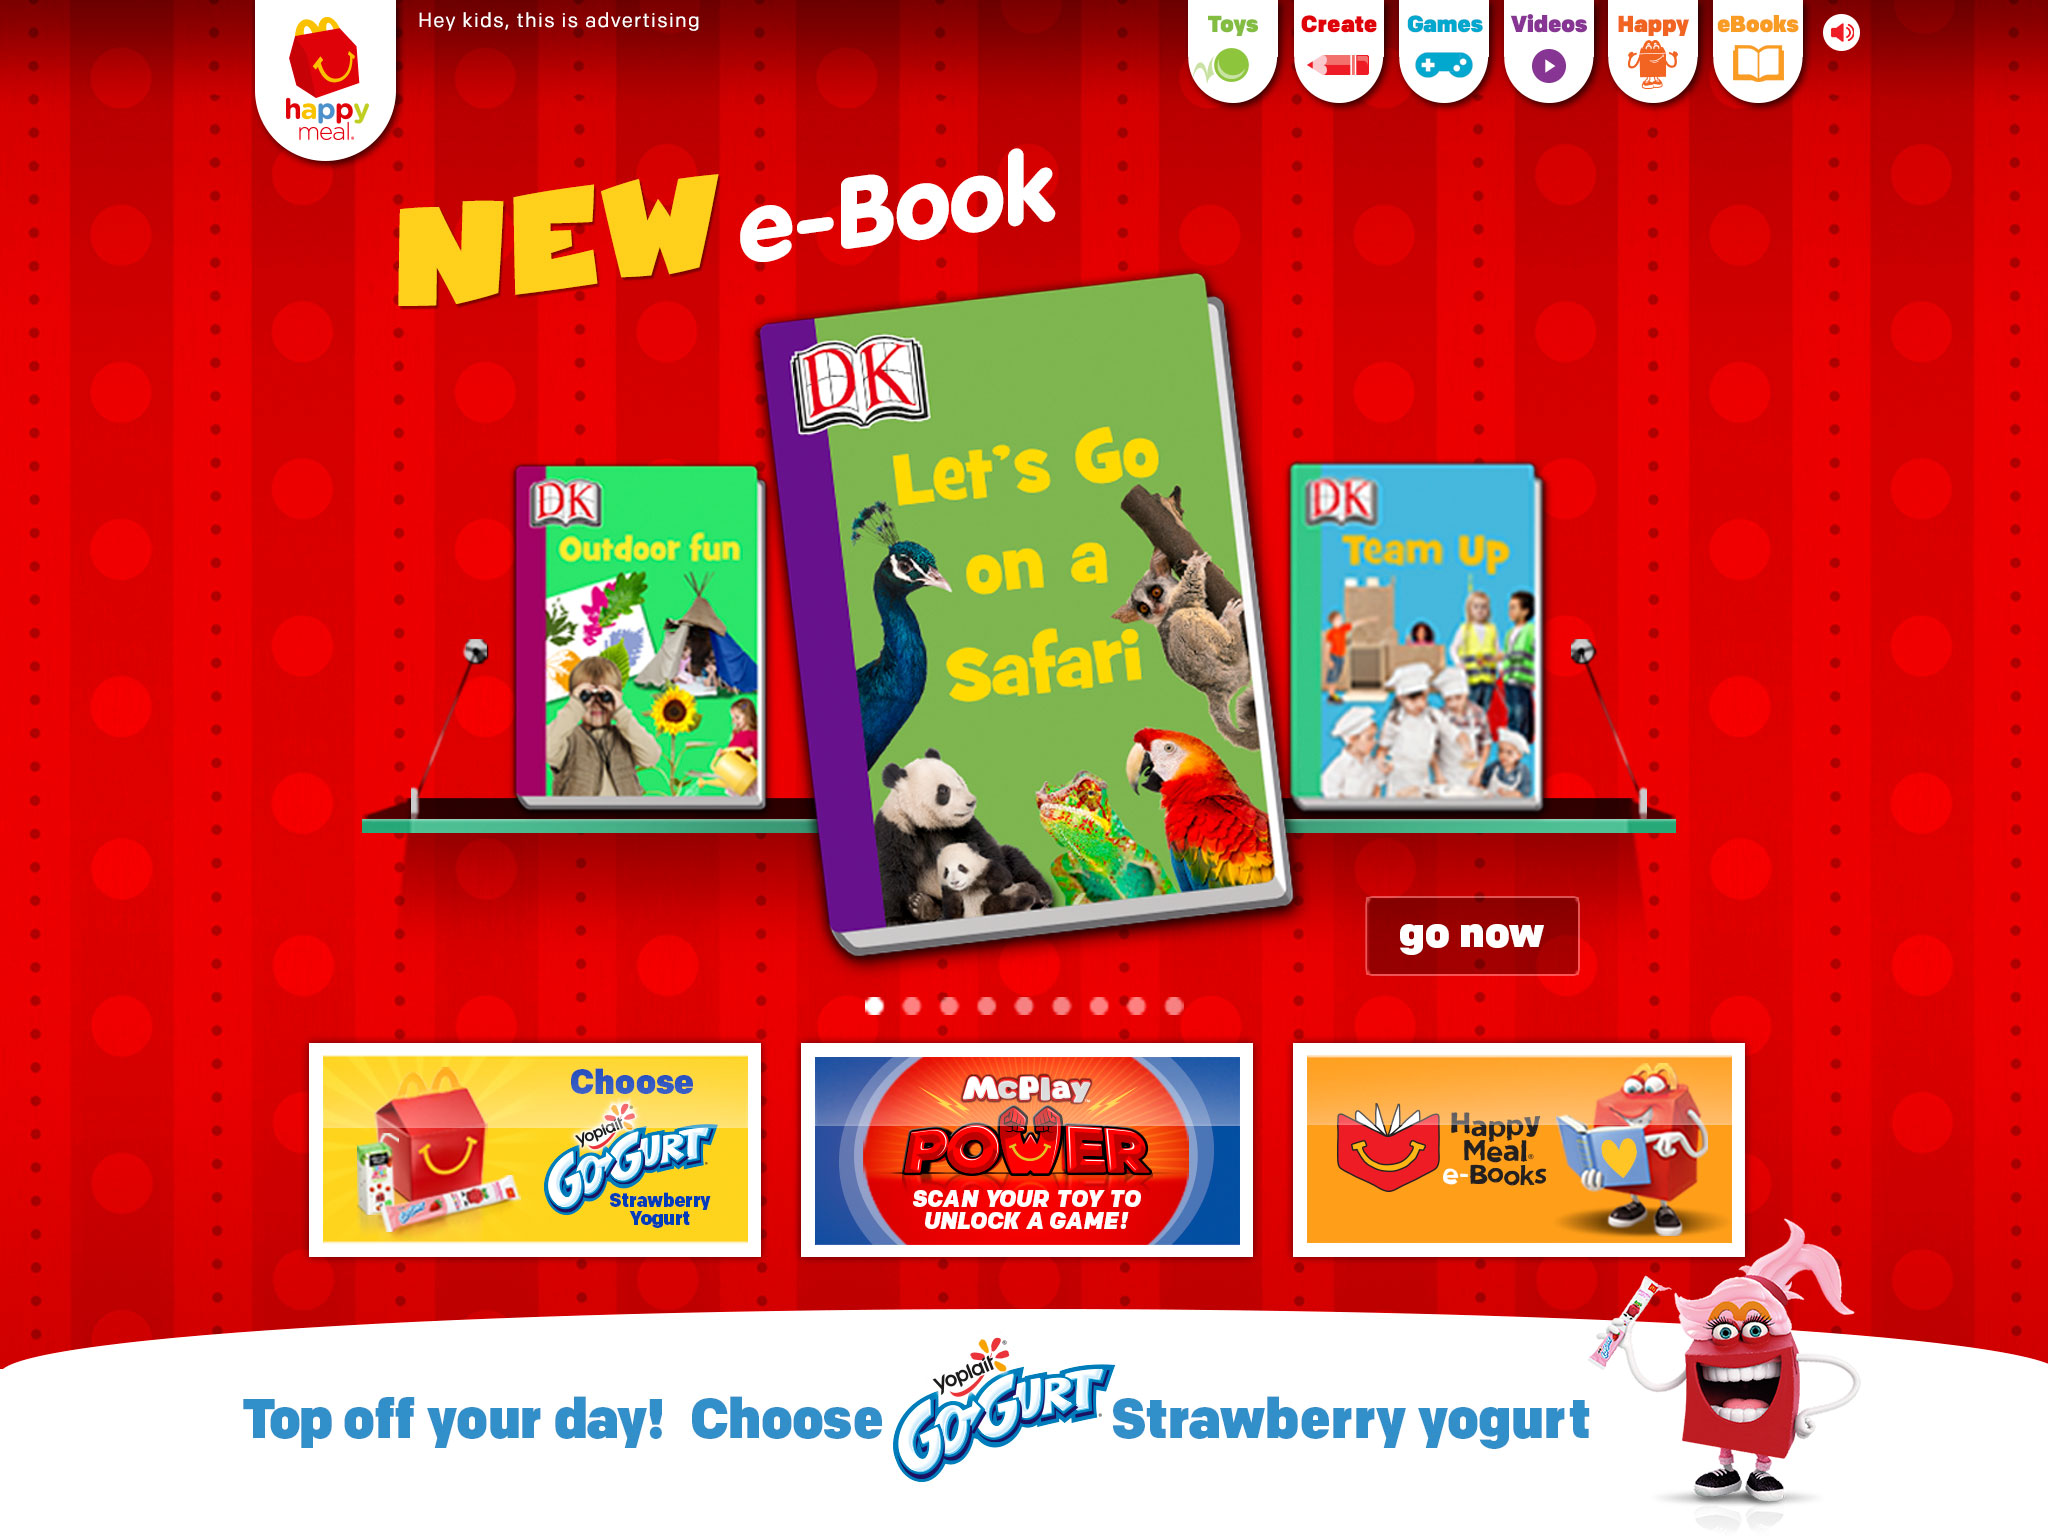 Hey kids, this is advertising
happy
meal
Toys
Create
Games
Videos
Happy
eBooks
NEW e-Book
DK
Outdoor fun
DK
Let's Go
on a
Safari
DK
Team Up
go now
Choose
Yoplait
GO-GURT
Strawberry
Yogurt
McPlay
POWER
SCAN YOUR TOY TO
UNLOCK A GAME!
Happy
Meal®
e-Books
Top off your day! Choose Yoplait® GO-GURT Strawberry yogurt